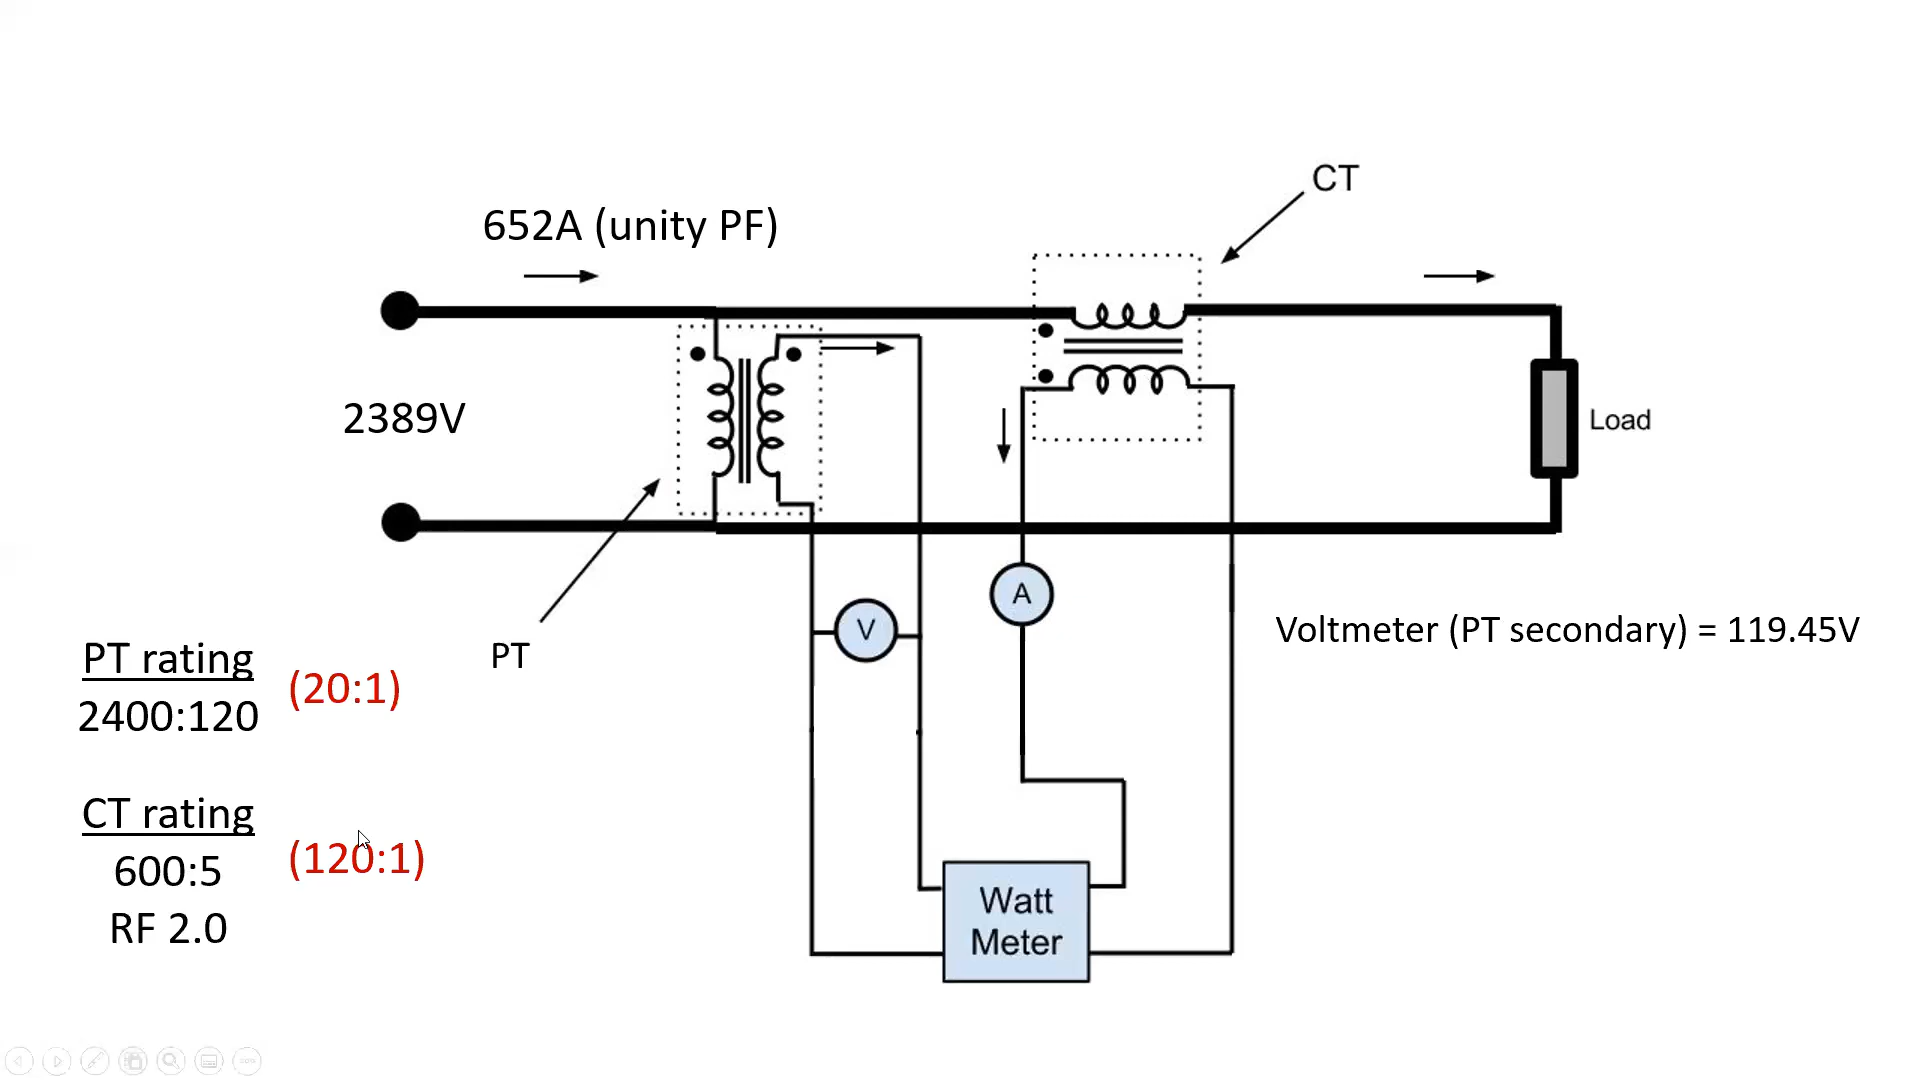 CT
652A (unity PF)
2389V
Load
A
V
Voltmeter (PT secondary) = 119.45V
PT
PT rating
2400:120
(20:1)
CT rating
600:5
RF 2.0
(120:1)
Watt
Meter